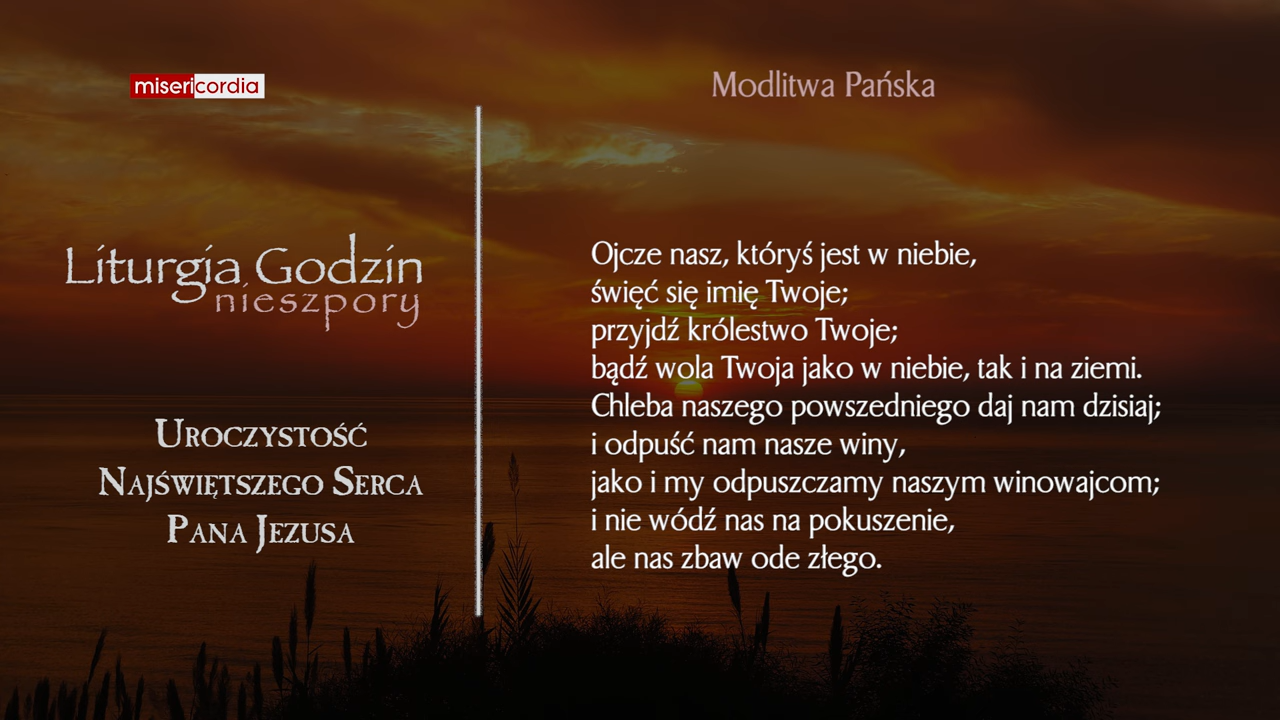 misericordia
Liturgia Godzin
nieszpory
Uroczystość
Najświętszego Serca
Pana Jezusa
Modlitwa Pańska
Ojcze nasz, któryś jest w niebie,
święć się imię Twoje;
przyjdź królestwo Twoje;
bądź wola Twoja jako w niebie, tak i na ziemi.
Chleba naszego powszedniego daj nam dzisiaj;
i odpuść nam nasze winy,
jako i my odpuszczamy naszym winowajcom;
i nie wódź nas na pokuszenie,
ale nas zbaw ode złego.